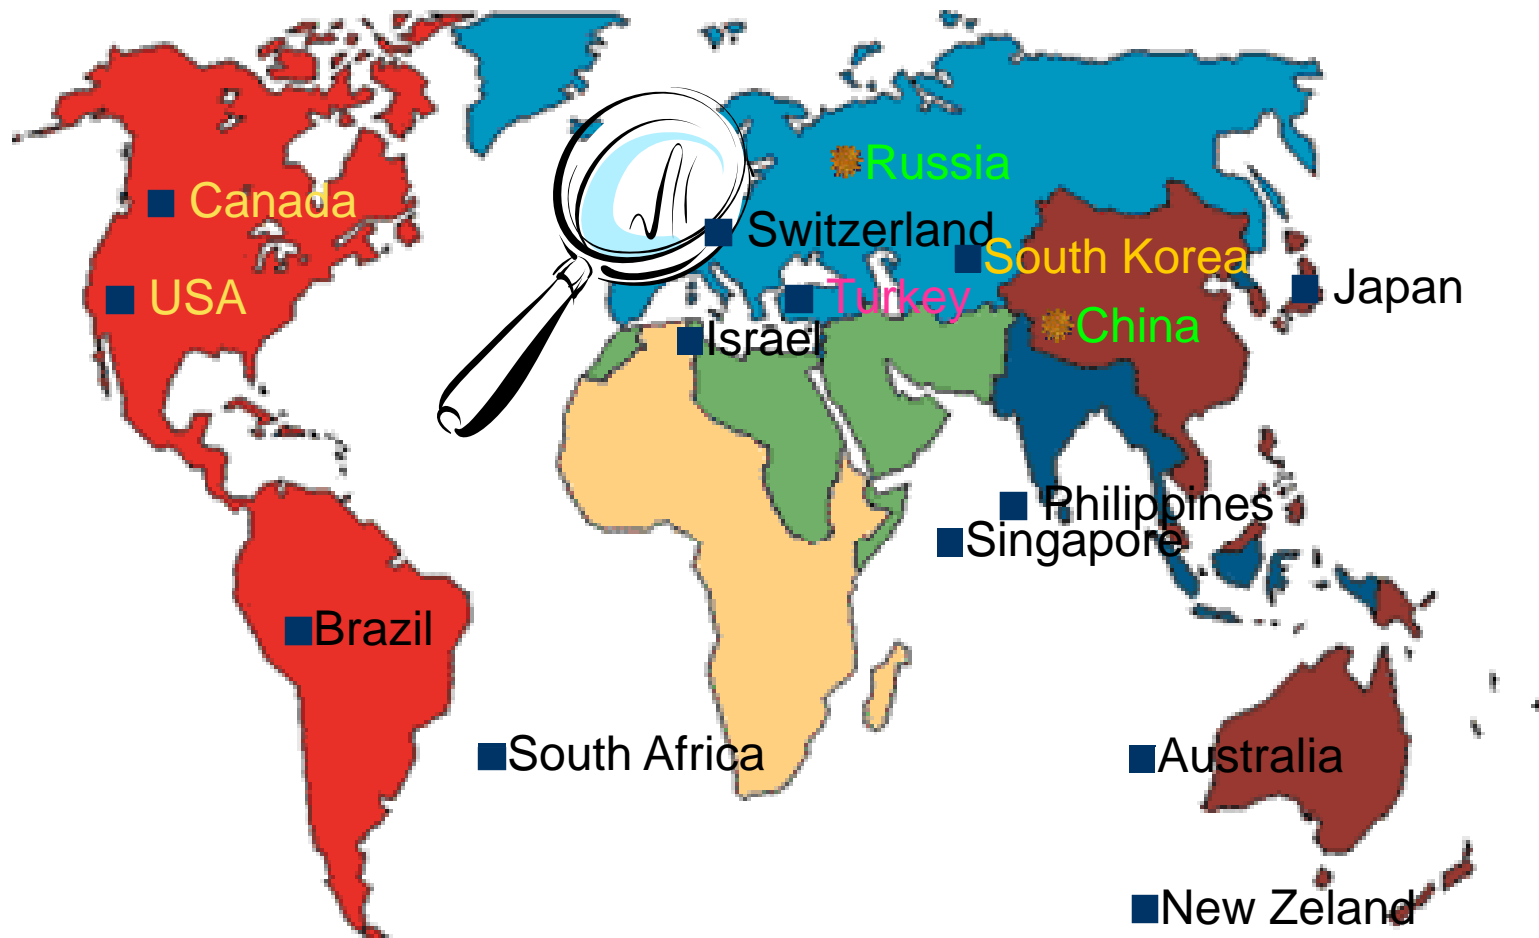 Russia
Canada
Switzerland
South Korea
Japan
USA
Turkey
China
Israel
Philippines
Singapore
Brazil
South Africa
Australia
New Zeland